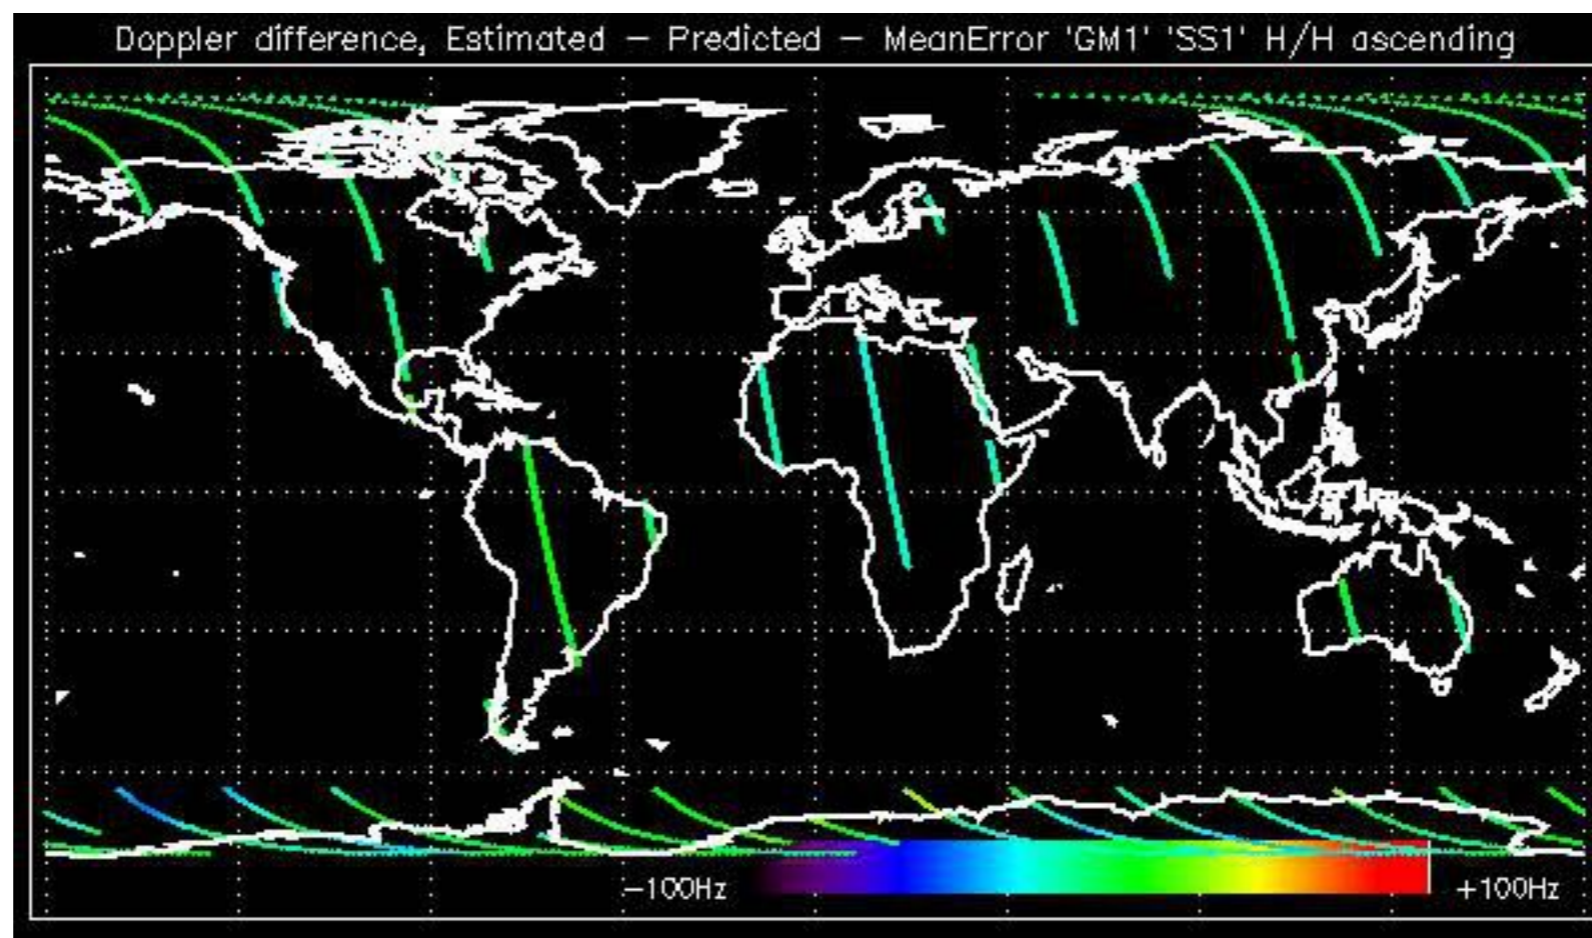 Doppler difference, Estimated — Predicted — MeanError 'GM1' 'SS1' H/H ascending
−100Hz +100Hz